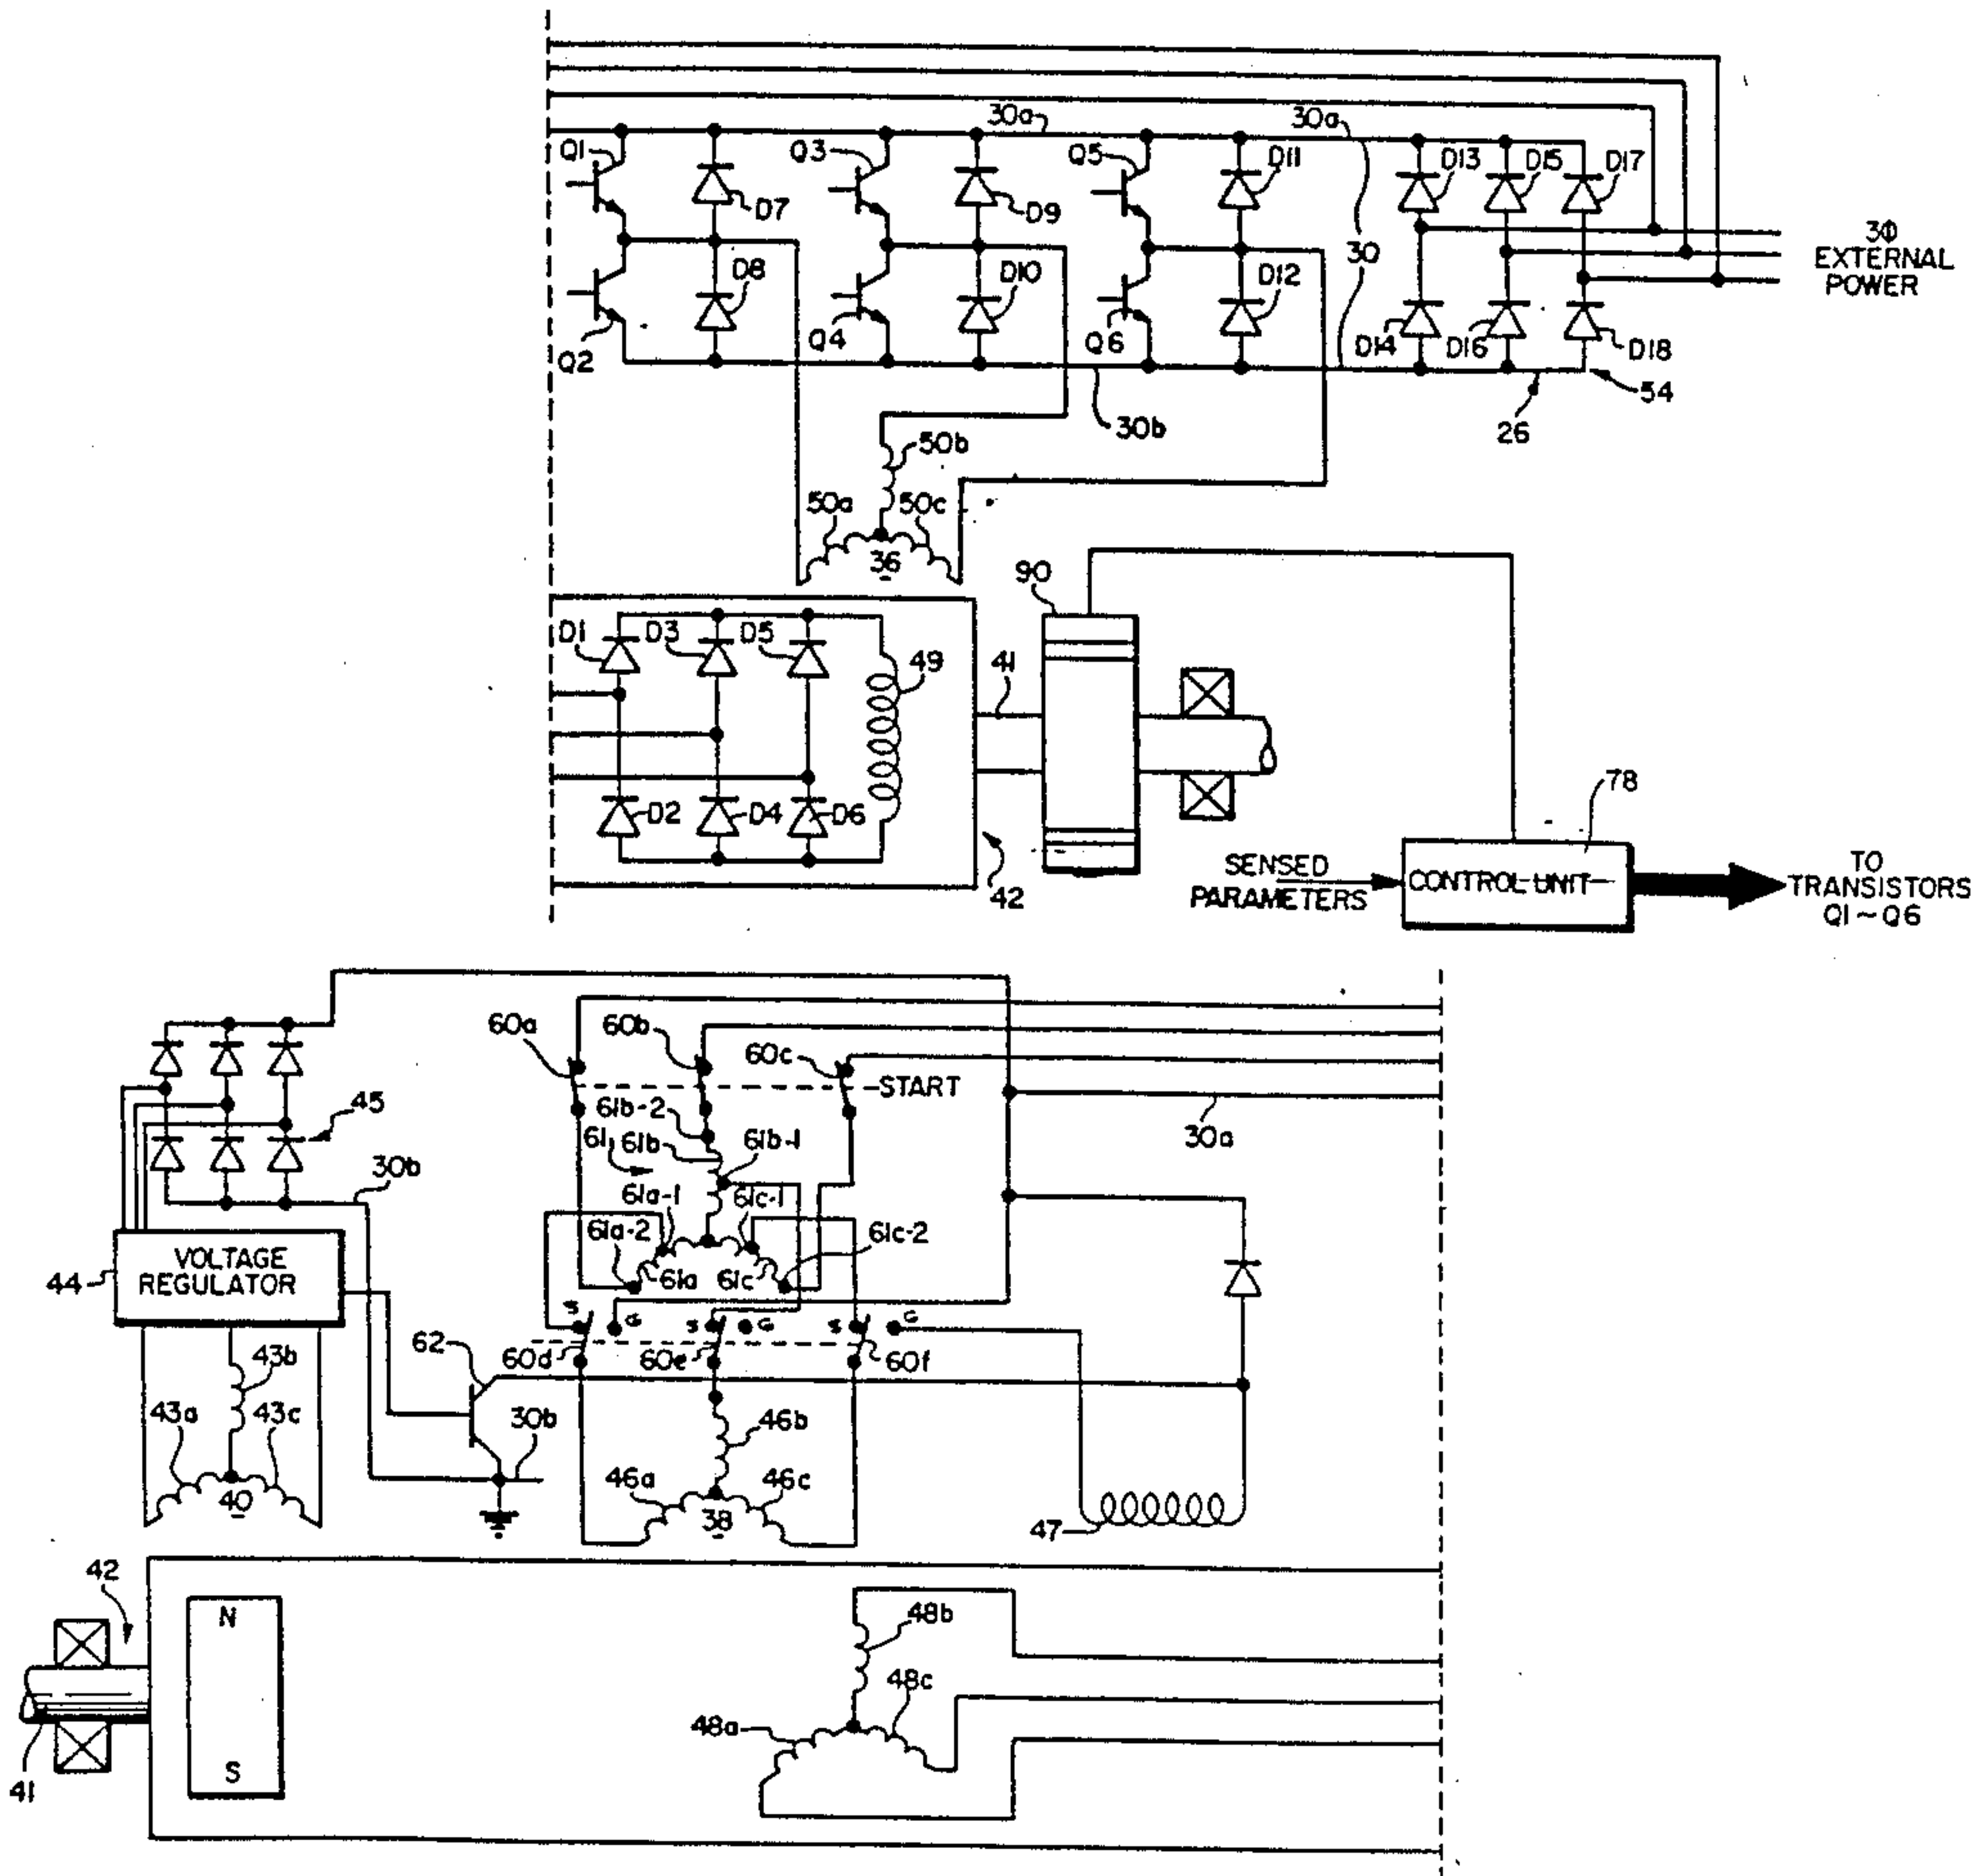 30a
30a
Q1
Q3
Q5
D11
D13
D15
D17
D7
D9
3Φ
EXTERNAL
POWER
30
D8
D10
D12
Q2
Q4
Q6
D14
D16
D18
54
26
30b
50b
50a
50c
36
90
D1
D3
D5
49
41
D2
D4
D6
42
78
SENSED
PARAMETERS
CONTROL UNIT
TO
TRANSISTORS
Q1~Q6
60a
60b
60c
START
61b-2
45
61
61b
61b-1
30a
30b
61a-1
61c-1
61a-2
61c-2
VOLTAGE
REGULATOR
44
61a
61c
S
G
S
G
S
G
60d
60e
60f
62
43b
43a
43c
30b
46b
46a
46c
40
38
47
42
N
48b
48c
48a
S
41